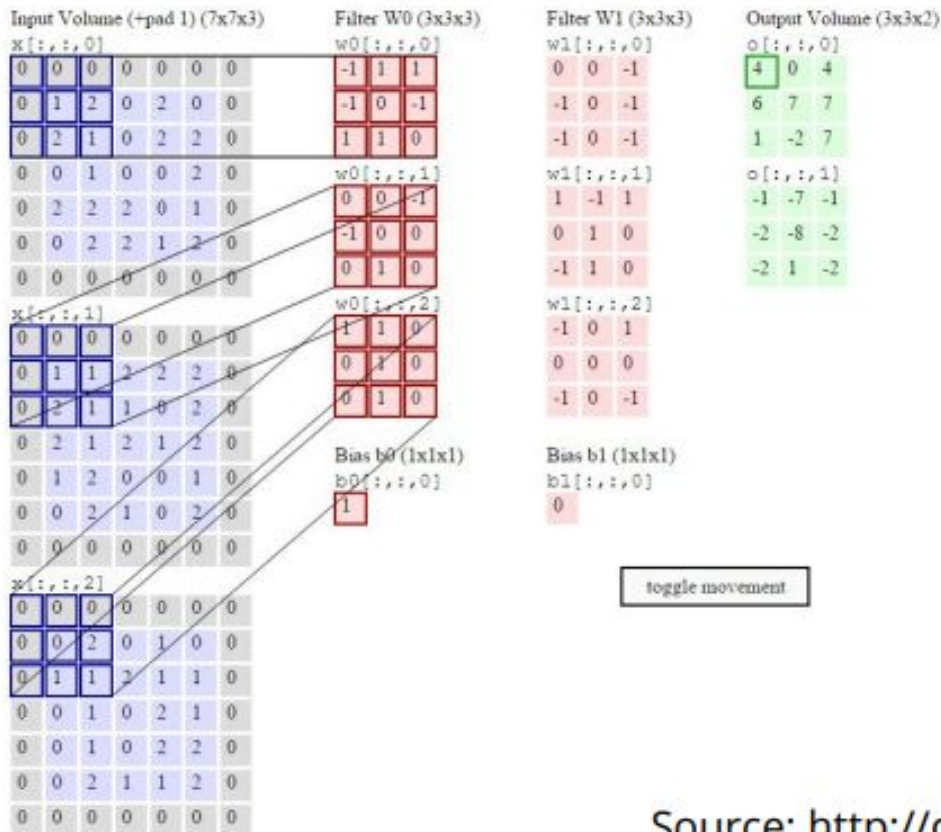 Input Volume (+pad 1) (7x7x3) Filter W0 (3x3x3) Filter W1 (3x3x3) Output Volume (3x3x2)
x[:,:,0] w0[:,:,0] w1[:,:,0] o[:,:,0]
0 0 0 0 0 0 0 -1 1 1 0 0 -1 4 0 4
0 1 2 0 2 0 0 -1 0 -1 -1 0 -1 6 7 7
0 2 1 0 2 2 0 1 1 0 -1 0 -1 1 -2 7
0 0 1 0 0 2 0 w0[:,:,1] w1[:,:,1] o[:,:,1]
0 2 2 2 0 1 0 0 0 -1 1 -1 1 -1 -7 -1
0 0 2 2 1 2 0 -1 0 0 0 1 0 -2 -8 -2
0 0 0 0 0 0 0 0 1 0 -1 1 0 -2 1 -2
x[:,:,1] w0[:,:,2] w1[:,:,2]
0 0 0 0 0 0 0 1 1 0 -1 0 1
0 1 1 2 2 2 0 0 1 0 0 0 0
0 2 1 1 0 2 0 0 1 0 -1 0 -1
0 2 1 2 1 2 0 Bias b0 (1x1x1) Bias b1 (1x1x1)
0 1 2 0 0 1 0 b0[:,:,0] b1[:,:,0]
0 0 2 1 0 2 0 1 0
0 0 0 0 0 0 0
x[:,:,2] toggle movement
0 0 0 0 0 0 0
0 0 2 0 1 0 0
0 1 1 2 1 1 0
0 0 1 0 2 1 0
0 0 1 0 2 2 0
0 0 2 1 1 2 0
0 0 0 0 0 0 0
Source: http://